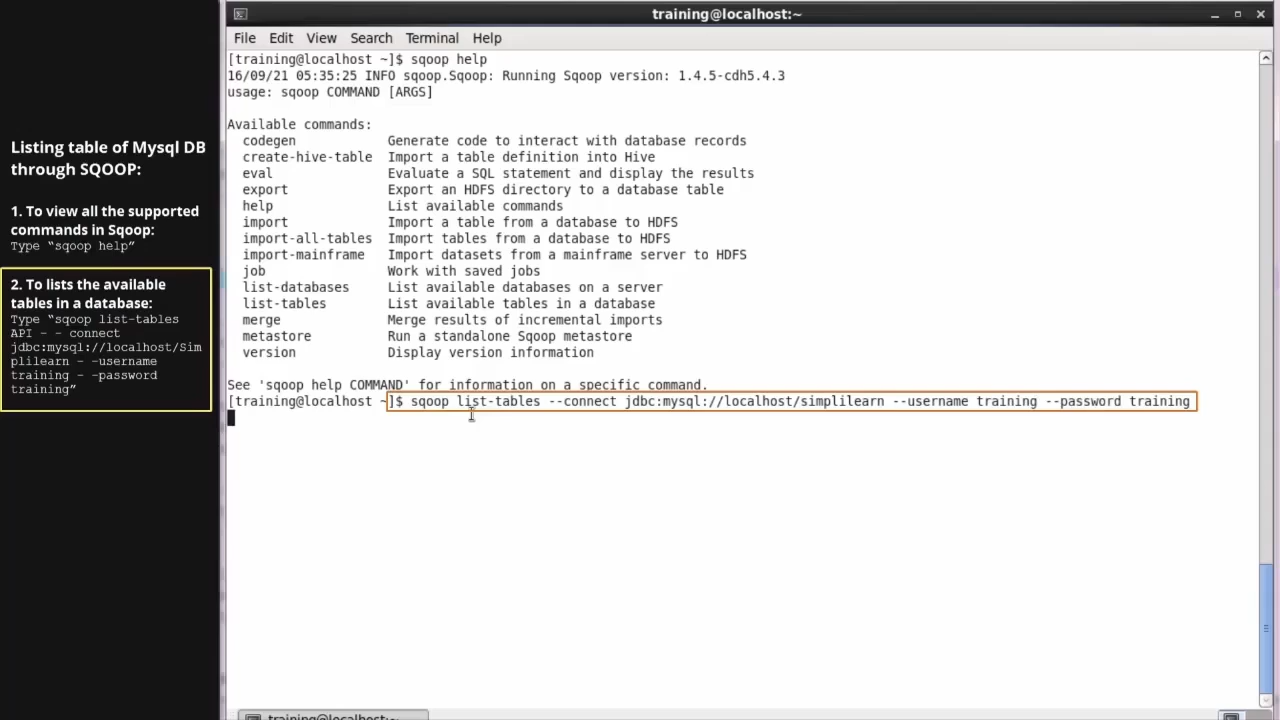 training@localhost:~
File Edit View Search Terminal Help
Listing table of Mysql DB
through SQOOP:
1. To view all the supported
commands in Sqoop:
Type “sqoop help”
2. To lists the available
tables in a database:
Type “sqoop list-tables
API - - connect
jdbc:mysql://localhost/Sim
plilearn - -username
training - -password
training”
[training@localhost ~]$ sqoop help
16/09/21 05:35:25 INFO sqoop.Sqoop: Running Sqoop version: 1.4.5-cdh5.4.3
usage: sqoop COMMAND [ARGS]
Available commands:
codegen Generate code to interact with database records
create-hive-table Import a table definition into Hive
eval Evaluate a SQL statement and display the results
export Export an HDFS directory to a database table
help List available commands
import Import a table from a database to HDFS
import-all-tables Import tables from a database to HDFS
import-mainframe Import datasets from a mainframe server to HDFS
job Work with saved jobs
list-databases List available databases on a server
list-tables List available tables in a database
merge Merge results of incremental imports
metastore Run a standalone Sqoop metastore
version Display version information
See 'sqoop help COMMAND' for information on a specific command.
[training@localhost ~]$ sqoop list-tables --connect jdbc:mysql://localhost/simplilearn --username training --password training
training@localhost:~